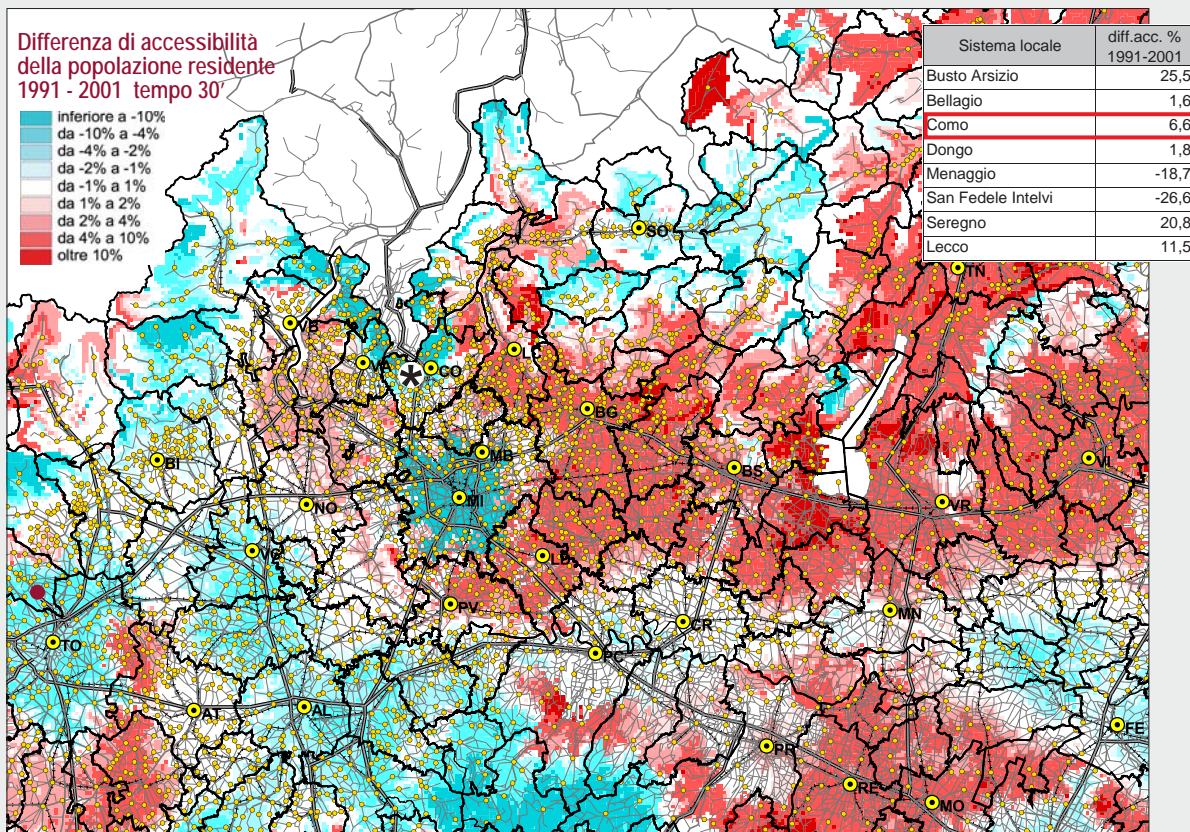 Differenza di accessibilità
della popolazione residente
1991 - 2001 tempo 30'
inferiore a -10%
da -10% a -4%
da -4% a -2%
da -2% a -1%
da -1% a 1%
da 1% a 2%
da 2% a 4%
da 4% a 10%
oltre 10%
Sistema locale diff.acc. % 1991-2001
Busto Arsizio 25,5
Bellagio 1,6
Como 6,6
Dongo 1,8
Menaggio -18,7
San Fedele Intelvi -26,6
Seregno 20,8
Lecco 11,5
SO
TN
VB
VA
CO
BG
BI
MB
BS
VI
MI
NO
VR
PV
MN
CR
TO
AT
AL
FE
PR
RE
MO